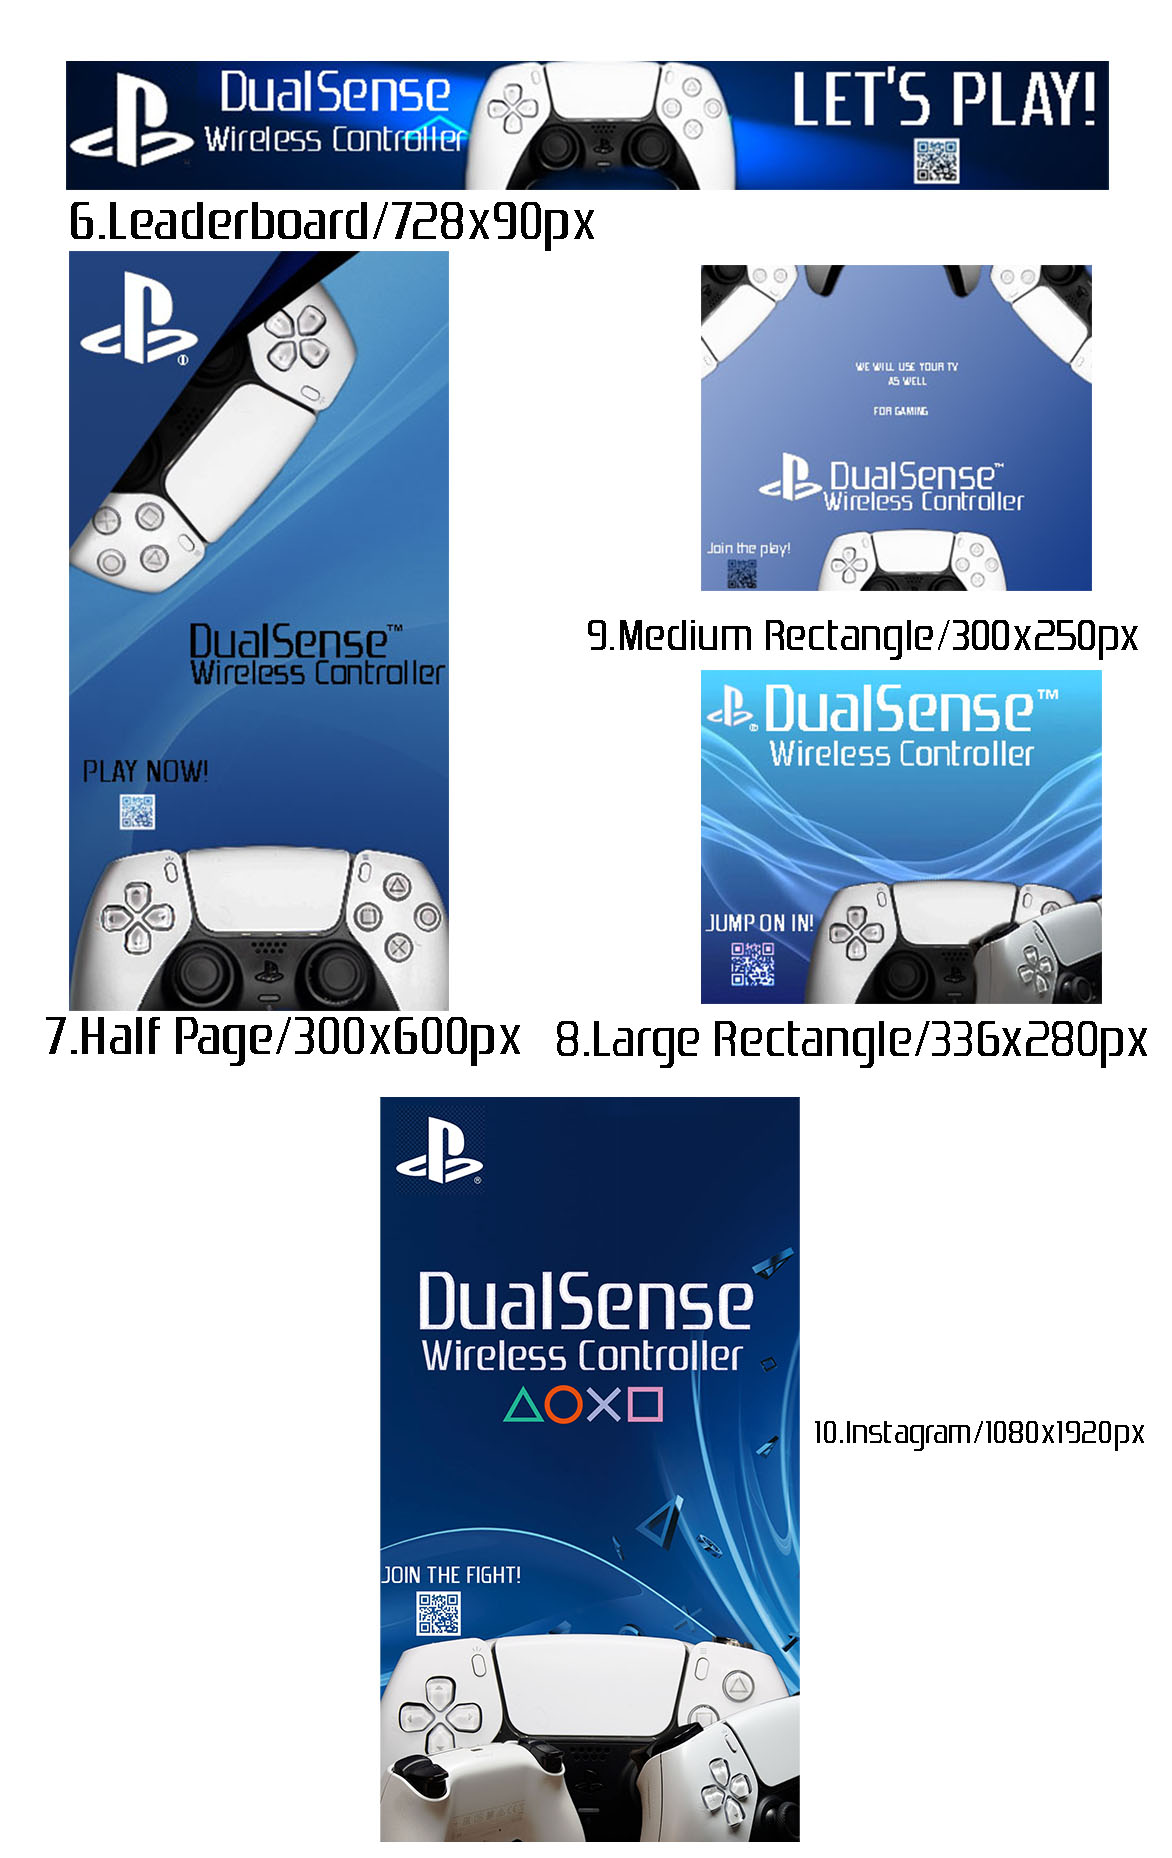 DualSense
Wireless Controller
LET'S PLAY!
6.Leaderboard/728x90px
DualSense™
Wireless Controller
PLAY NOW!
7.Half Page/300x600px
WE WILL USE YOUR TV
AS WELL
FOR GAMING
DualSense™
Wireless Controller
Join the play!
9.Medium Rectangle/300x250px
DualSense™
Wireless Controller
JUMP ON IN!
8.Large Rectangle/336x280px
DualSense
Wireless Controller
JOIN THE FIGHT!
10.Instagram/1080x1920px